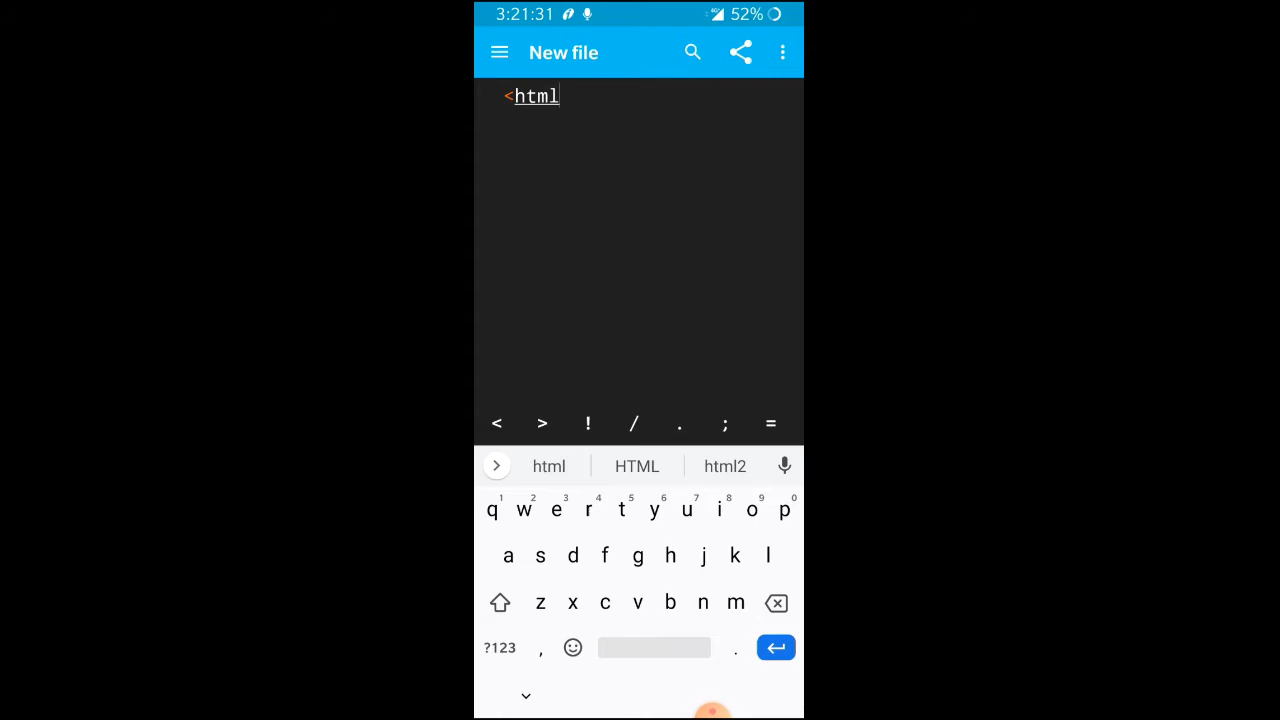 3:21:31 4G 52%
New file
<html
< > ! / . ; =
html HTML html2
1 2 3 4 5 6 7 8 9 0
q w e r t y u i o p
a s d f g h j k l
z x c v b n m
?123 , .